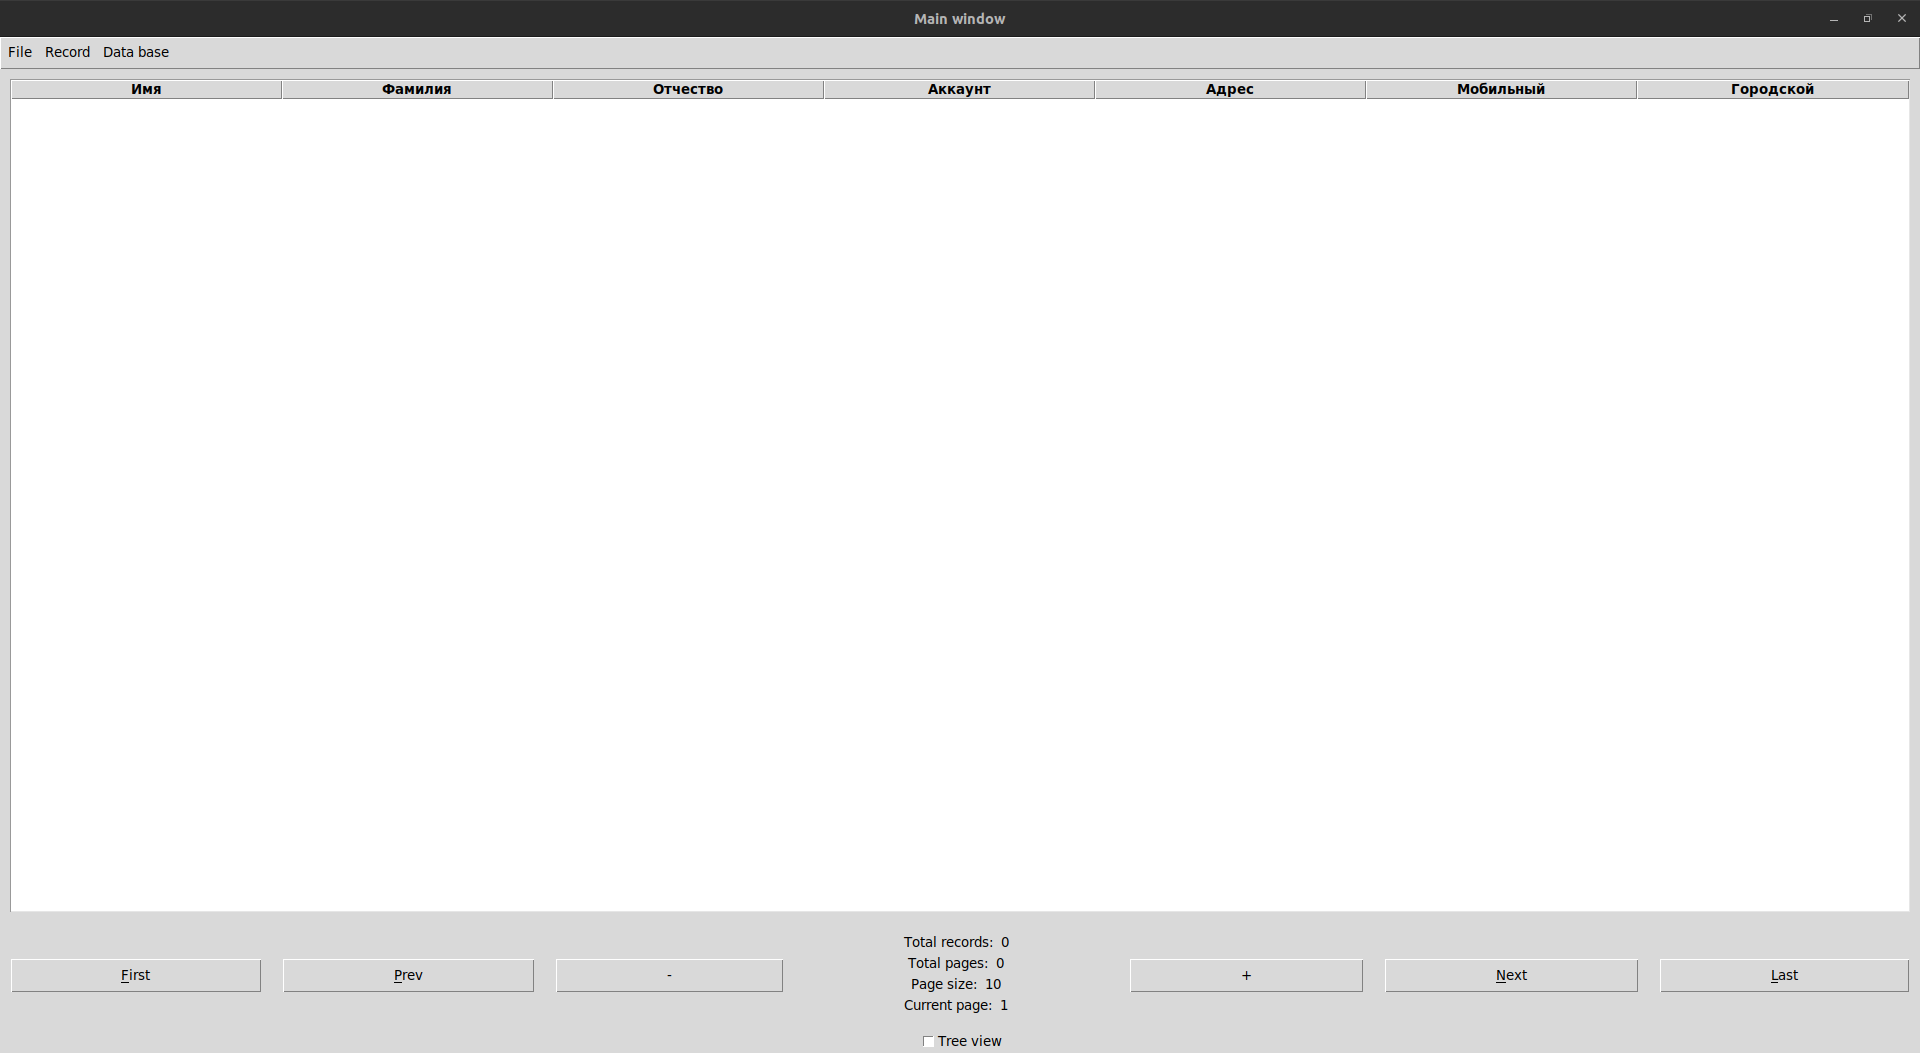 Main window
File Record Data base
Имя Фамилия Отчество Аккаунт Адрес Мобильный Городской
Total records: 0
Total pages: 0
First Prev - Page size: 10 + Next Last
Current page: 1
Tree view